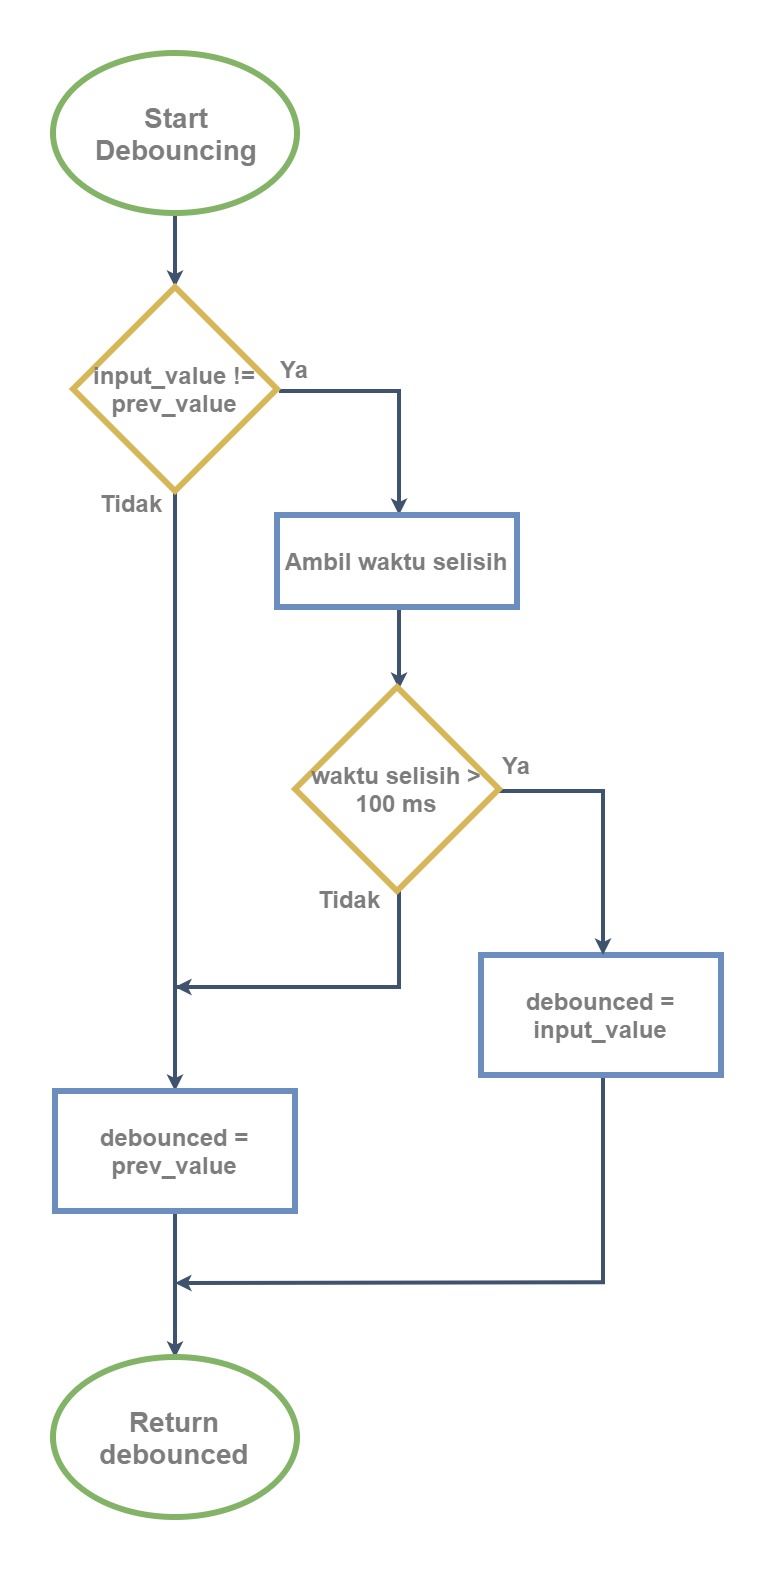 Start
Debouncing
input_value !=
prev_value
Ya
Tidak
Ambil waktu selisih
waktu selisih >
100 ms
Ya
Tidak
debounced =
input_value
debounced =
prev_value
Return
debounced